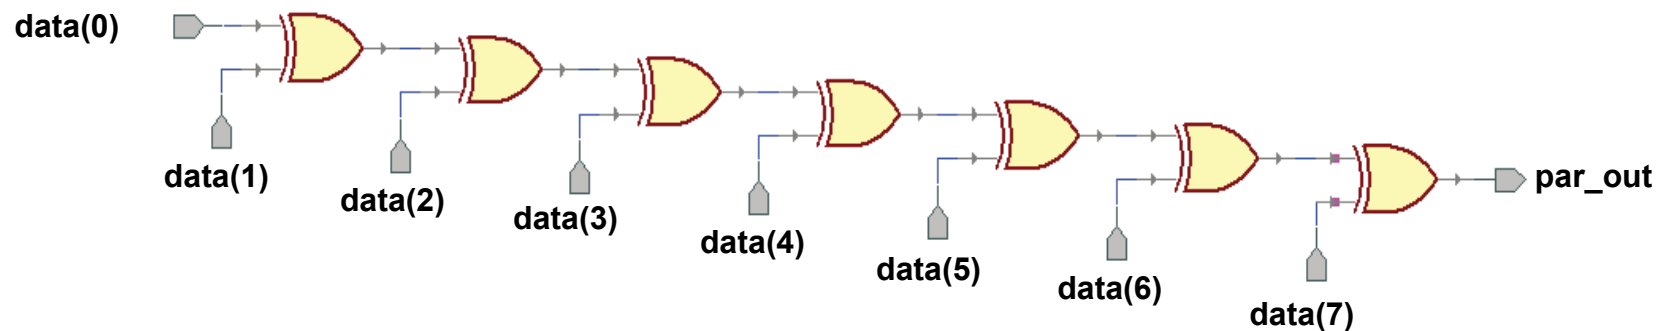 data(0)
data(1)
data(2)
data(3)
data(4)
data(5)
data(6)
data(7)
par_out